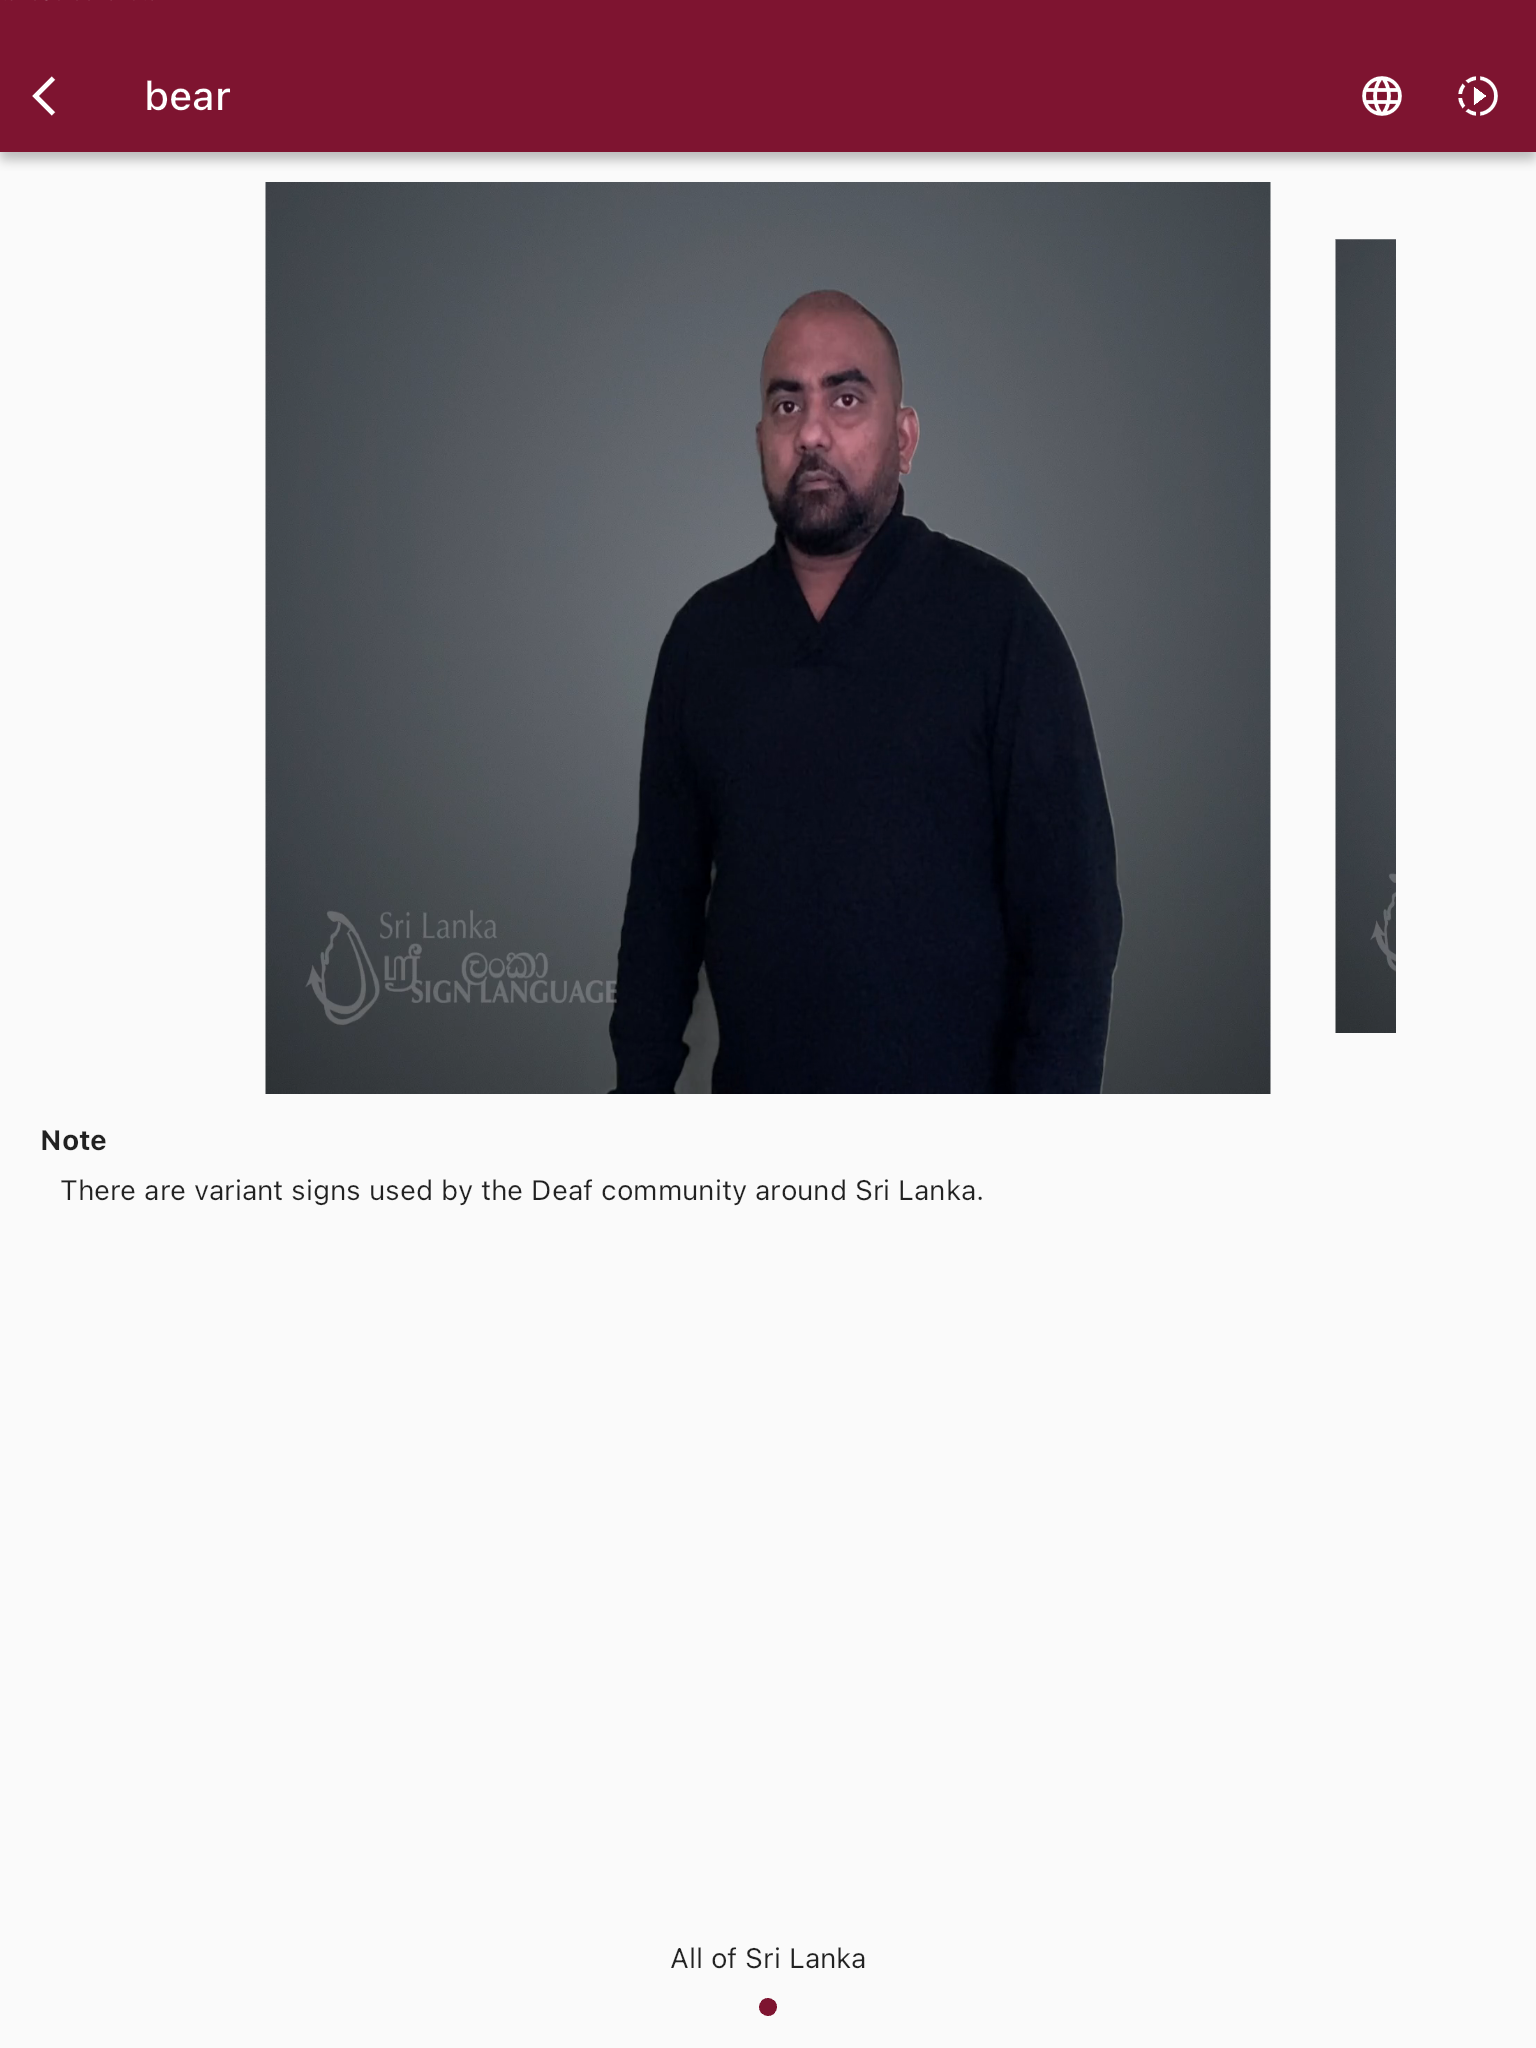 bear
Sri Lanka
ஸ்ரீ ලංකා
SIGN LANGUAGE
Note
There are variant signs used by the Deaf community around Sri Lanka.
All of Sri Lanka